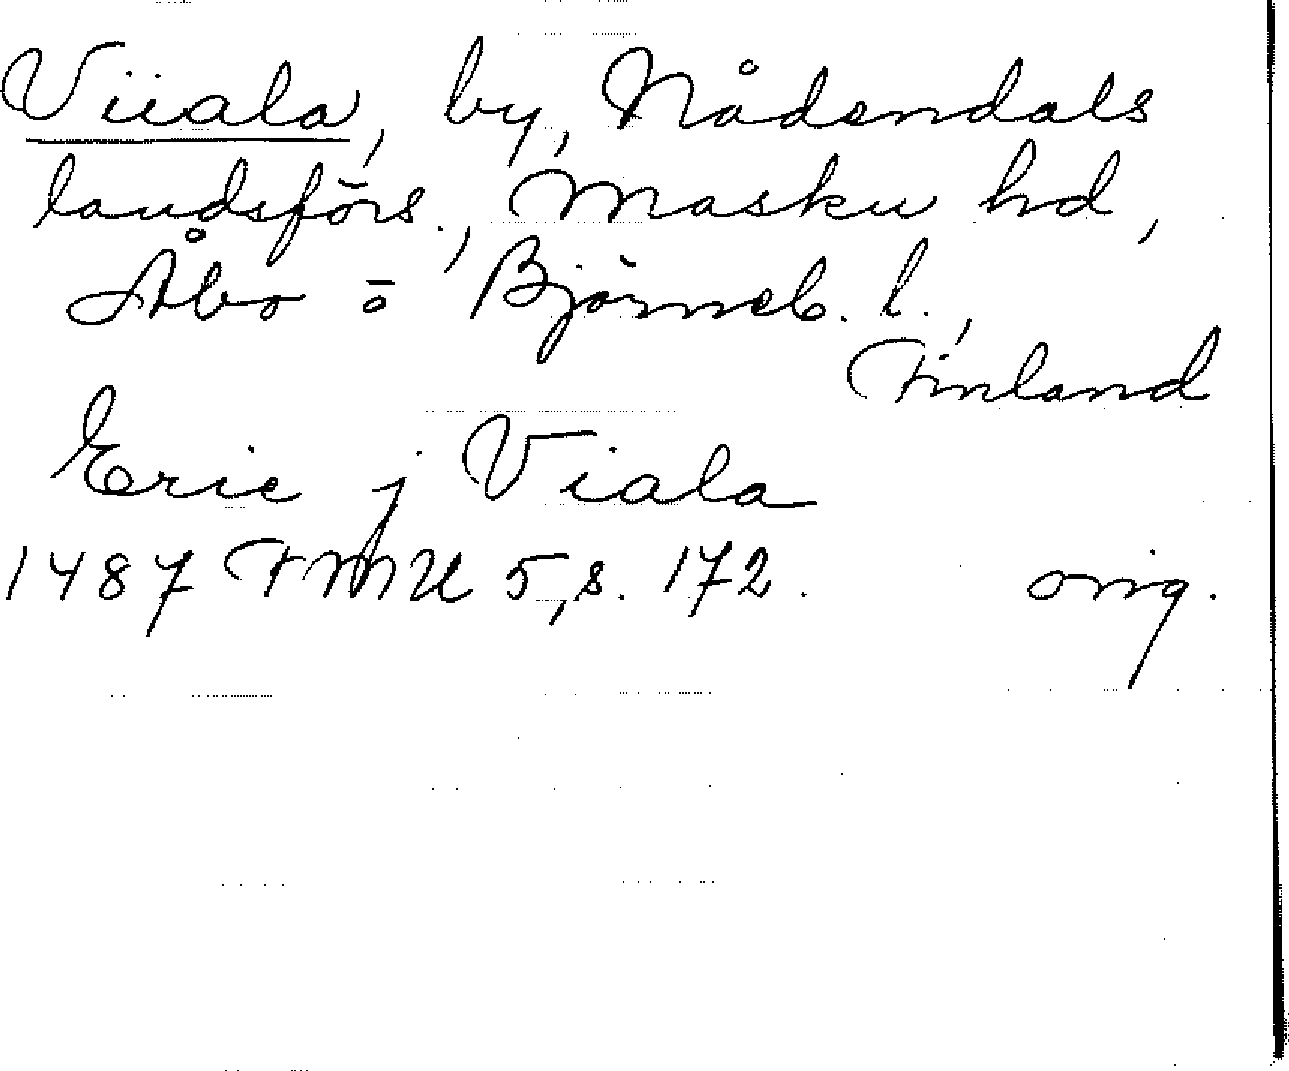 Viiala, by, Nådendals
landsförs., Masku hd,
Åbo o Björneb. l.,
Finland
Eric j Viala
1487 FMU 5, s. 172. orig.